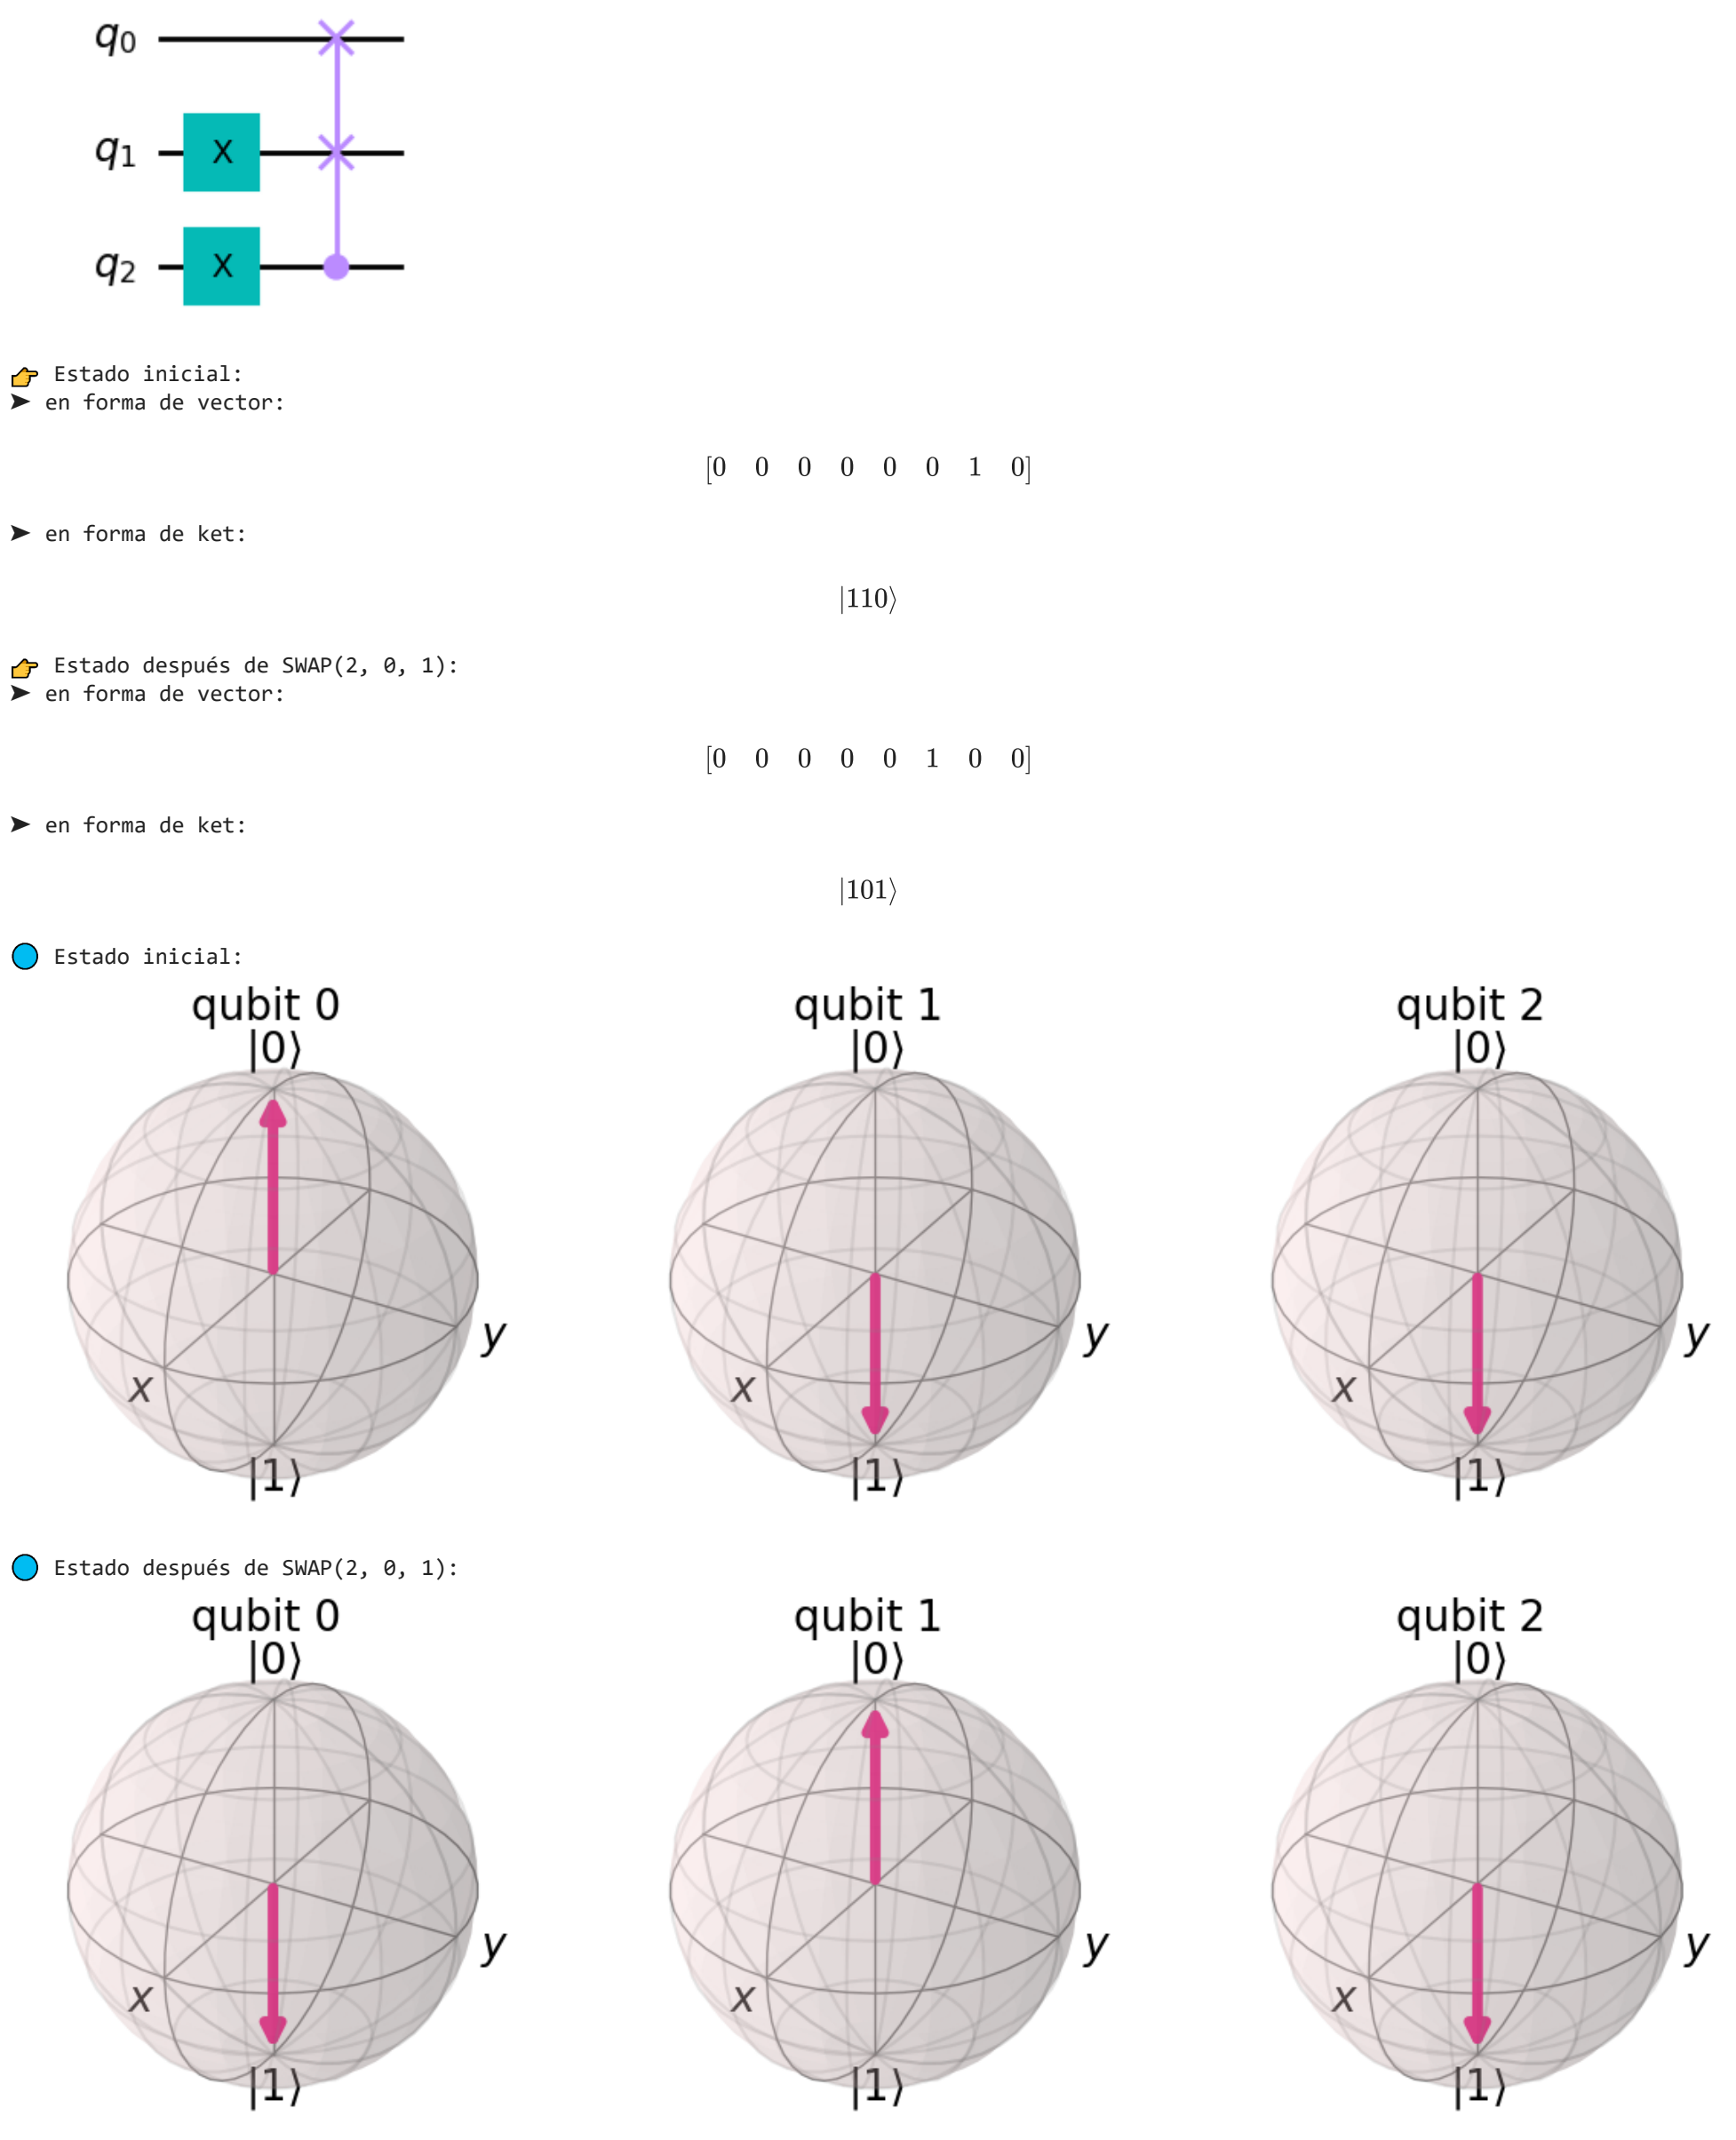 q0
q1 X
q2 X
👉 Estado inicial:
➤ en forma de vector:
[0 0 0 0 0 0 1 0]
➤ en forma de ket:
|110⟩
👉 Estado después de SWAP(2, 0, 1):
➤ en forma de vector:
[0 0 0 0 0 1 0 0]
➤ en forma de ket:
|101⟩
Estado inicial:
qubit 0 qubit 1 qubit 2
|0⟩ |0⟩ |0⟩
y y y
x x x
|1⟩ |1⟩ |1⟩
Estado después de SWAP(2, 0, 1):
qubit 0 qubit 1 qubit 2
|0⟩ |0⟩ |0⟩
y y y
x x x
|1⟩ |1⟩ |1⟩